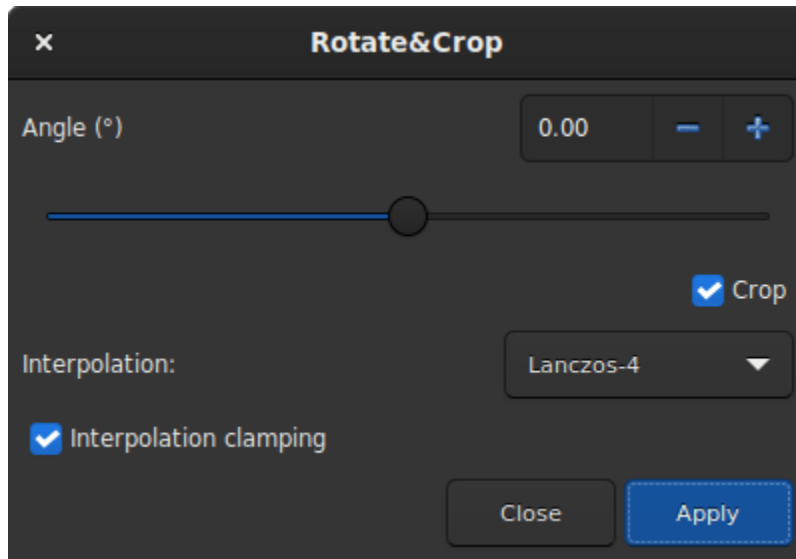 Rotate&Crop
Angle (°)
0.00
Crop
Interpolation:
Lanczos-4
Interpolation clamping
Close
Apply